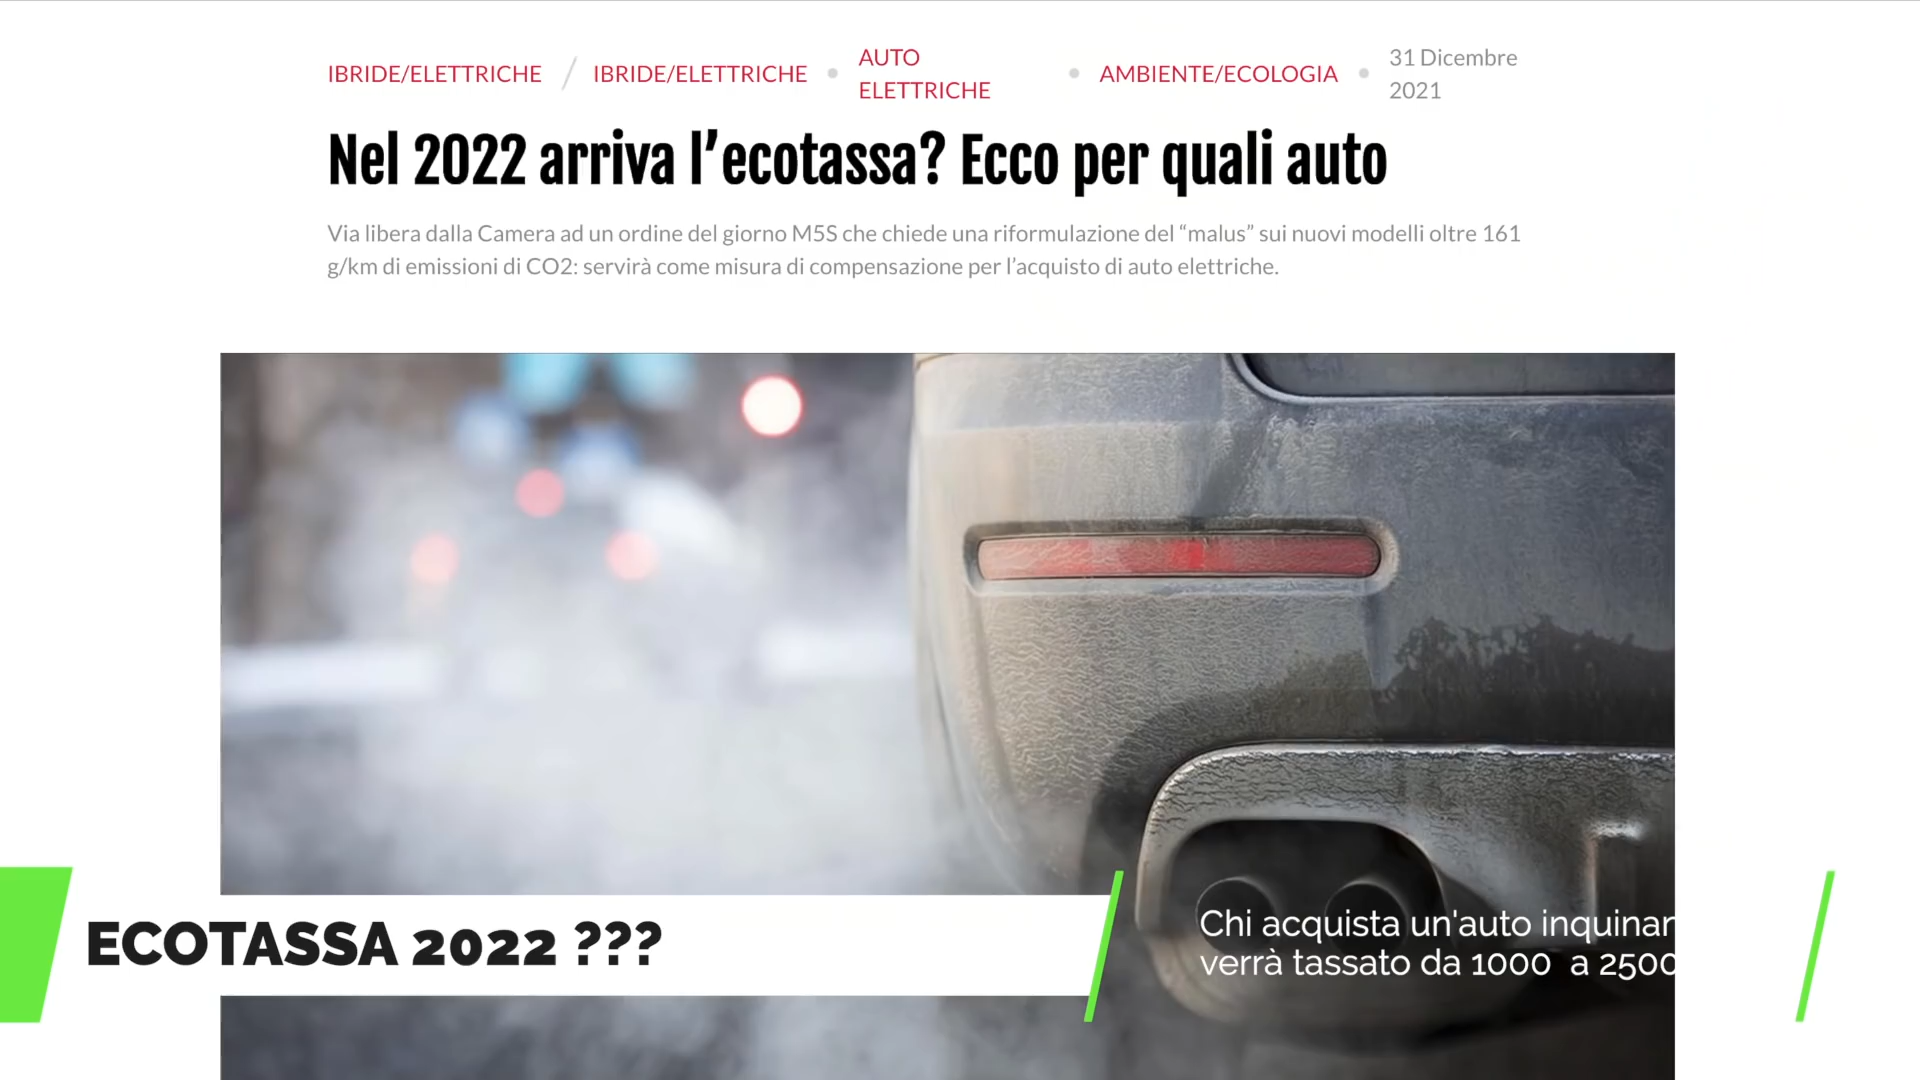 IBRIDE/ELETTRICHE / IBRIDE/ELETTRICHE • AUTO ELETTRICHE • AMBIENTE/ECOLOGIA • 31 Dicembre 2021
Nel 2022 arriva l’ecotassa? Ecco per quali auto
Via libera dalla Camera ad un ordine del giorno M5S che chiede una riformulazione del “malus” sui nuovi modelli oltre 161
g/km di emissioni di CO2: servirà come misura di compensazione per l’acquisto di auto elettriche.
ECOTASSA 2022 ???
Chi acquista un'auto
verrà tassato da 1000 a 2500